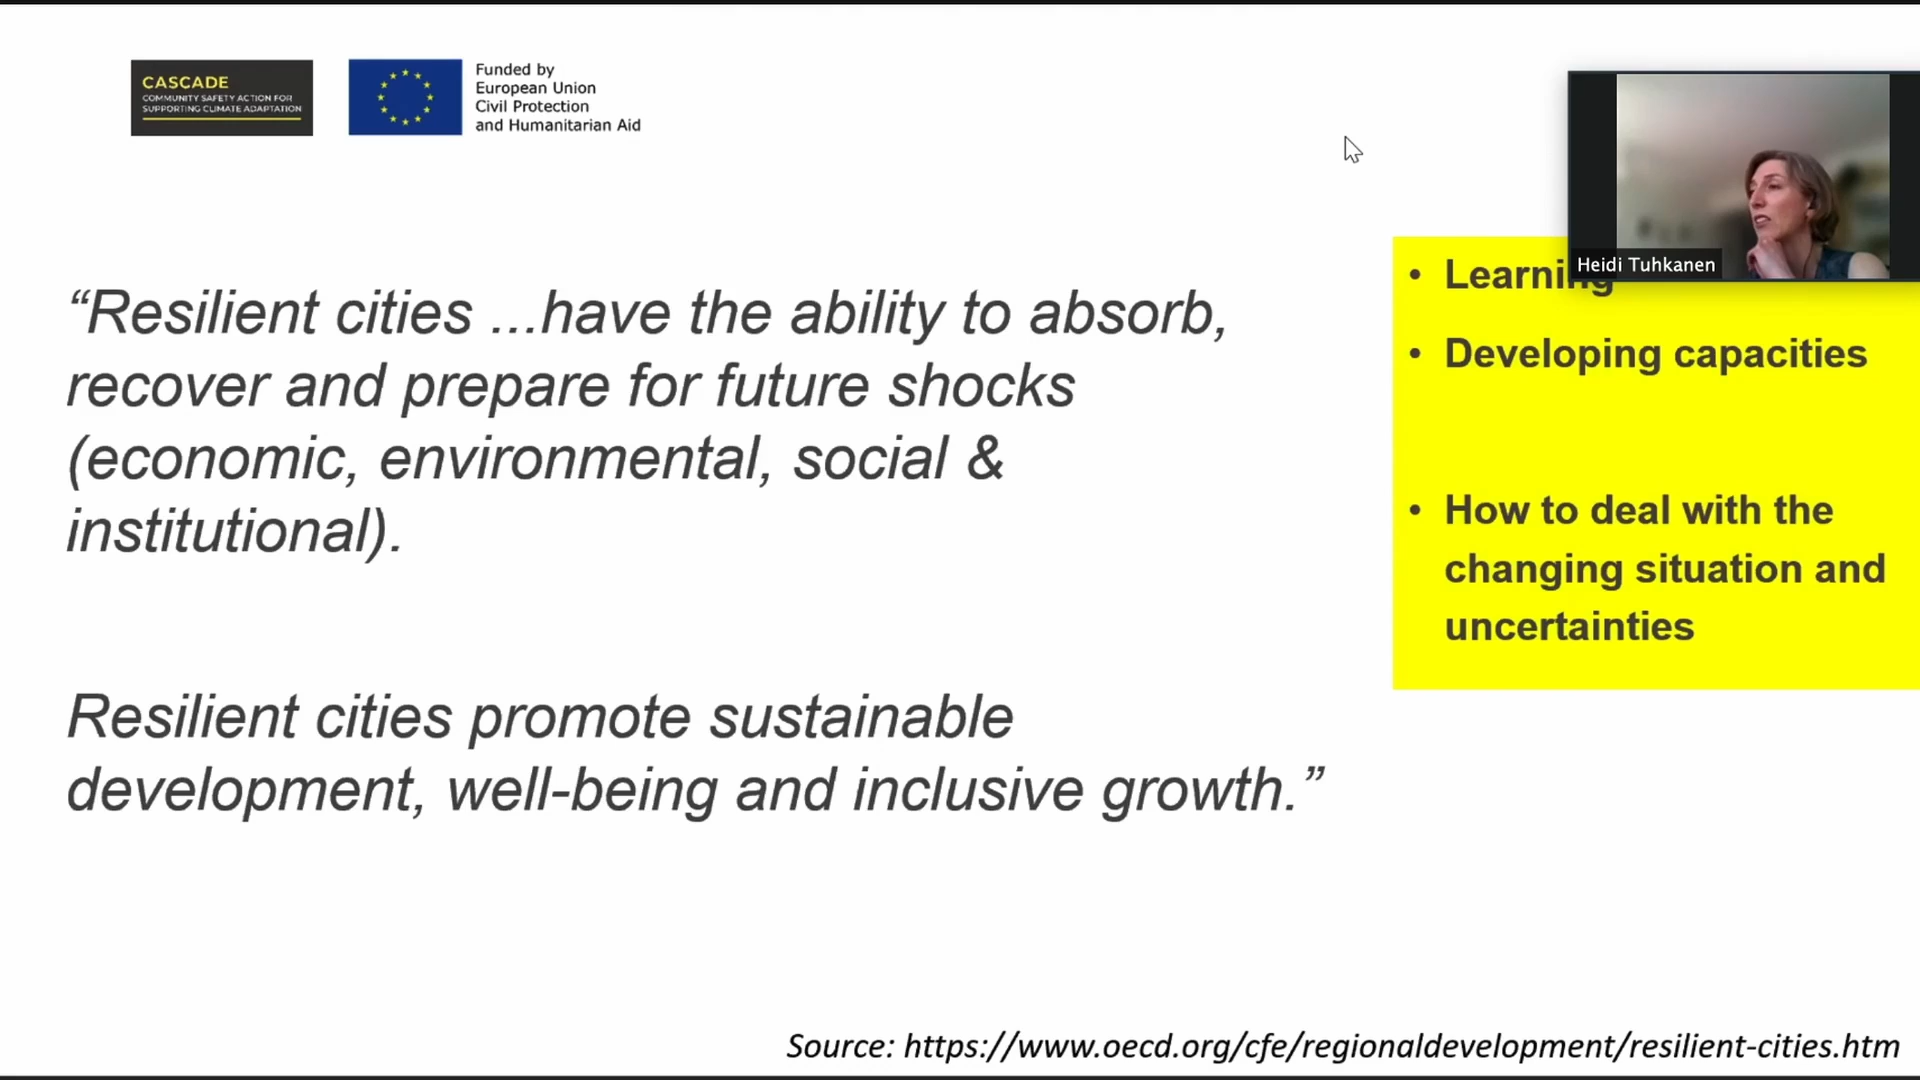 CASCADE
COMMUNITY SAFETY ACTION FOR
SUPPORTING CLIMATE ADAPTATION
Funded by
European Union
Civil Protection
and Humanitarian Aid
Heidi Tuhkanen
“Resilient cities ...have the ability to absorb,
recover and prepare for future shocks
(economic, environmental, social &
institutional).
Resilient cities promote sustainable
development, well-being and inclusive growth.”
• Learning
• Developing capacities
• How to deal with the
changing situation and
uncertainties
Source: https://www.oecd.org/cfe/regionaldevelopment/resilient-cities.htm